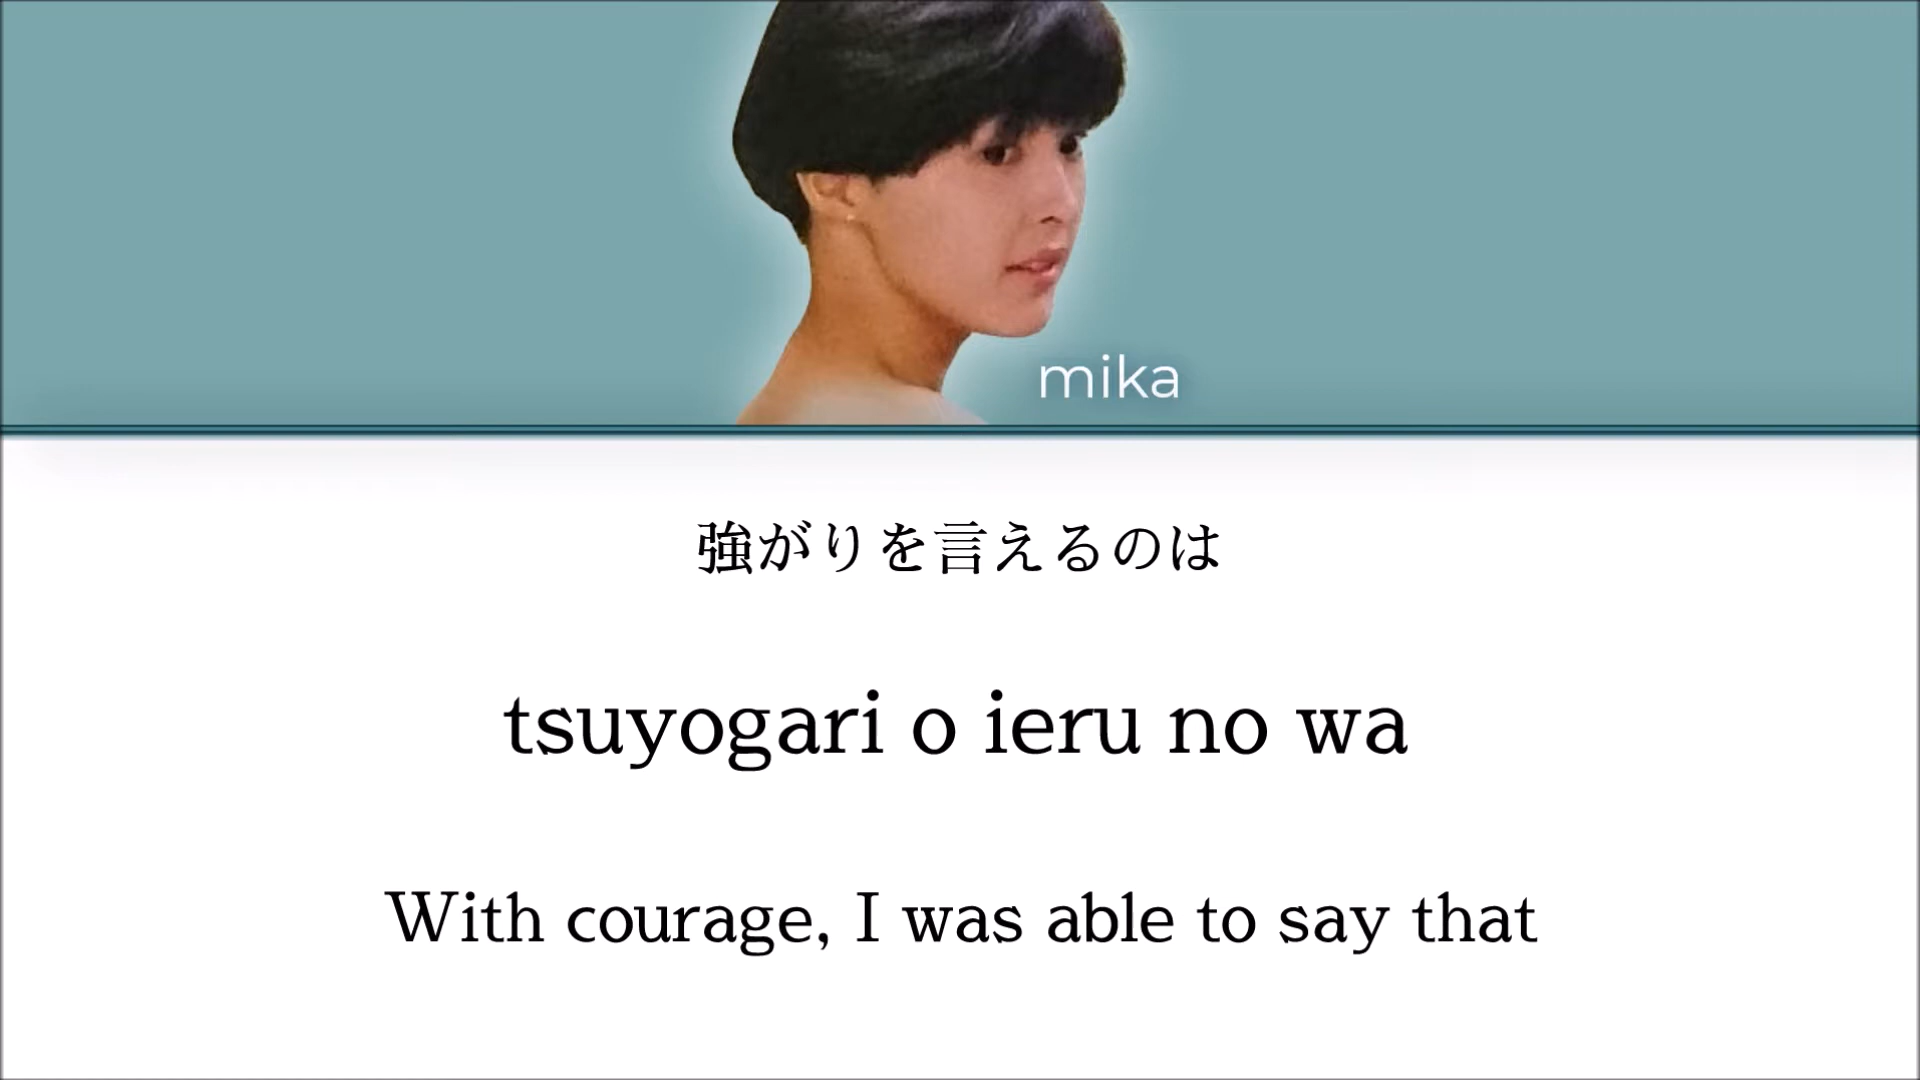 mika
強がりを言えるのは
tsuyogari o ieru no wa
With courage, I was able to say that